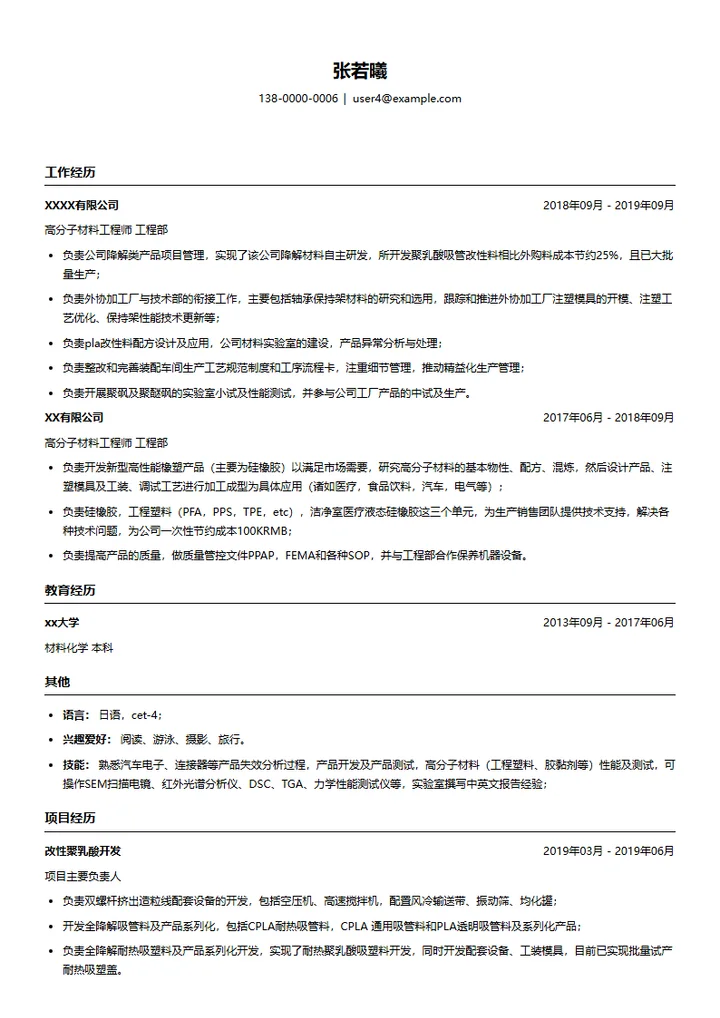 张若曦
138-0000-0006 | user4@example.com
工作经历
XXXX有限公司 2018年09月 - 2019年09月
高分子材料工程师 工程部
• 负责公司降解类产品项目管理，实现了该公司降解材料自主研发，所开发聚乳酸吸管改性料相比外购料成本节约25%，且已大批
量生产；
• 负责外协加工厂与技术部的衔接工作，主要包括轴承保持架材料的研究和选用，跟踪和推进外协加工厂注塑模具的开模、注塑工
艺优化、保持架性能技术更新等；
• 负责pla改性料配方设计及应用，公司材料实验室的建设，产品异常分析与处理；
• 负责整改和完善装配车间生产工艺规范制度和工序流程卡，注重细节管理，推动精益化生产管理；
• 负责开展聚砜及聚醚砜的实验室小试及性能测试，并参与公司工厂产品的中试及生产。
XX有限公司 2017年06月 - 2018年09月
高分子材料工程师 工程部
• 负责开发新型高性能橡塑产品（主要为硅橡胶）以满足市场需要，研究高分子材料的基本物性、配方、混炼，然后设计产品、注
塑模具及工装、调试工艺进行加工成型为具体应用（诸如医疗，食品饮料，汽车，电气等）；
• 负责硅橡胶，工程塑料（PFA，PPS，TPE，etc），洁净室医疗液态硅橡胶这三个单元，为生产销售团队提供技术支持，解决各
种技术问题，为公司一次性节约成本100KRMB；
• 负责提高产品的质量，做质量管控文件PPAP，FEMA和各种SOP，并与工程部合作保养机器设备。
教育经历
xx大学 2013年09月 - 2017年06月
材料化学 本科
其他
• 语言： 日语，cet-4；
• 兴趣爱好： 阅读、游泳、摄影、旅行。
• 技能： 熟悉汽车电子、连接器等产品失效分析过程，产品开发及产品测试，高分子材料（工程塑料、胶黏剂等）性能及测试，可
操作SEM扫描电镜、红外光谱分析仪、DSC、TGA、力学性能测试仪等，实验室撰写中英文报告经验；
项目经历
改性聚乳酸开发 2019年03月 - 2019年06月
项目主要负责人
• 负责双螺杆挤出造粒线配套设备的开发，包括空压机、高速搅拌机，配置风冷输送带、振动筛、均化罐；
• 开发全降解吸管料及产品系列化，包括CPLA耐热吸管料，CPLA 通用吸管料和PLA透明吸管料及系列化产品；
• 负责全降解耐热吸塑料及产品系列化开发，实现了耐热聚乳酸吸塑料开发，同时开发配套设备、工装模具，目前已实现批量试产
耐热吸塑盖。